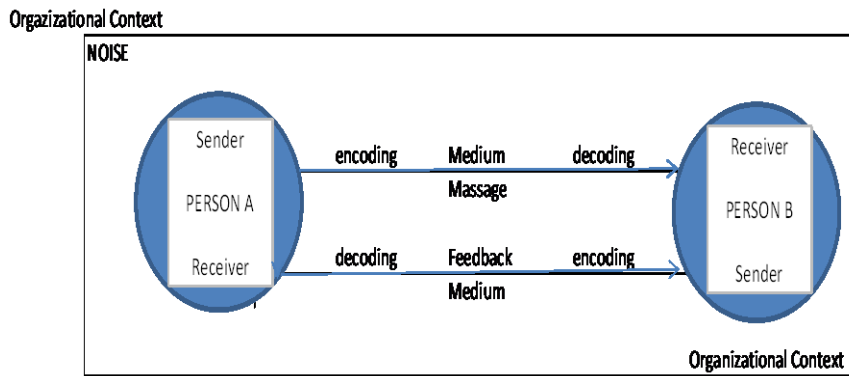 Orgazizational Context
NOISE
Sender
PERSON A
Receiver
encoding Medium decoding
Massage
decoding Feedback encoding
Medium
Receiver
PERSON B
Sender
Organizational Context